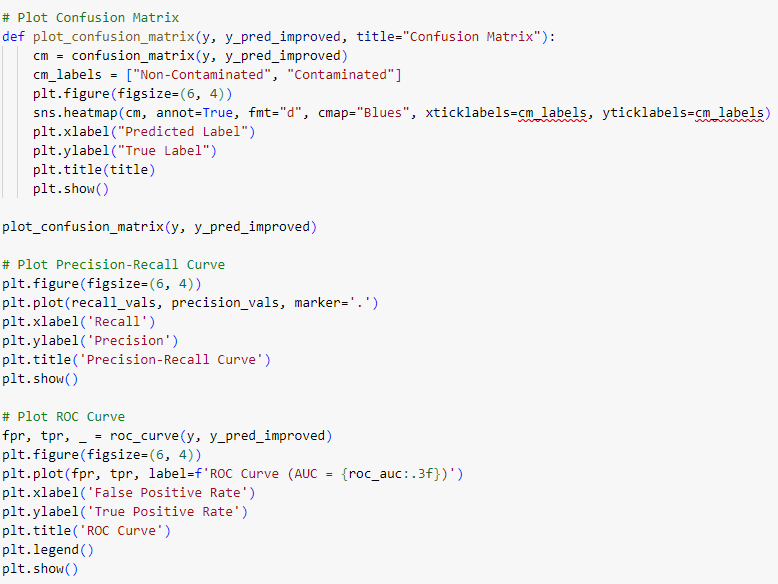 # Plot Confusion Matrix
def plot_confusion_matrix(y, y_pred_improved, title="Confusion Matrix"):
    cm = confusion_matrix(y, y_pred_improved)
    cm_labels = ["Non-Contaminated", "Contaminated"]
    plt.figure(figsize=(6, 4))
    sns.heatmap(cm, annot=True, fmt="d", cmap="Blues", xticklabels=cm_labels, yticklabels=cm_labels)
    plt.xlabel("Predicted Label")
    plt.ylabel("True Label")
    plt.title(title)
    plt.show()

plot_confusion_matrix(y, y_pred_improved)

# Plot Precision-Recall Curve
plt.figure(figsize=(6, 4))
plt.plot(recall_vals, precision_vals, marker='.')
plt.xlabel('Recall')
plt.ylabel('Precision')
plt.title('Precision-Recall Curve')
plt.show()

# Plot ROC Curve
fpr, tpr, _ = roc_curve(y, y_pred_improved)
plt.figure(figsize=(6, 4))
plt.plot(fpr, tpr, label=f'ROC Curve (AUC = {roc_auc:.3f})')
plt.xlabel('False Positive Rate')
plt.ylabel('True Positive Rate')
plt.title('ROC Curve')
plt.legend()
plt.show()